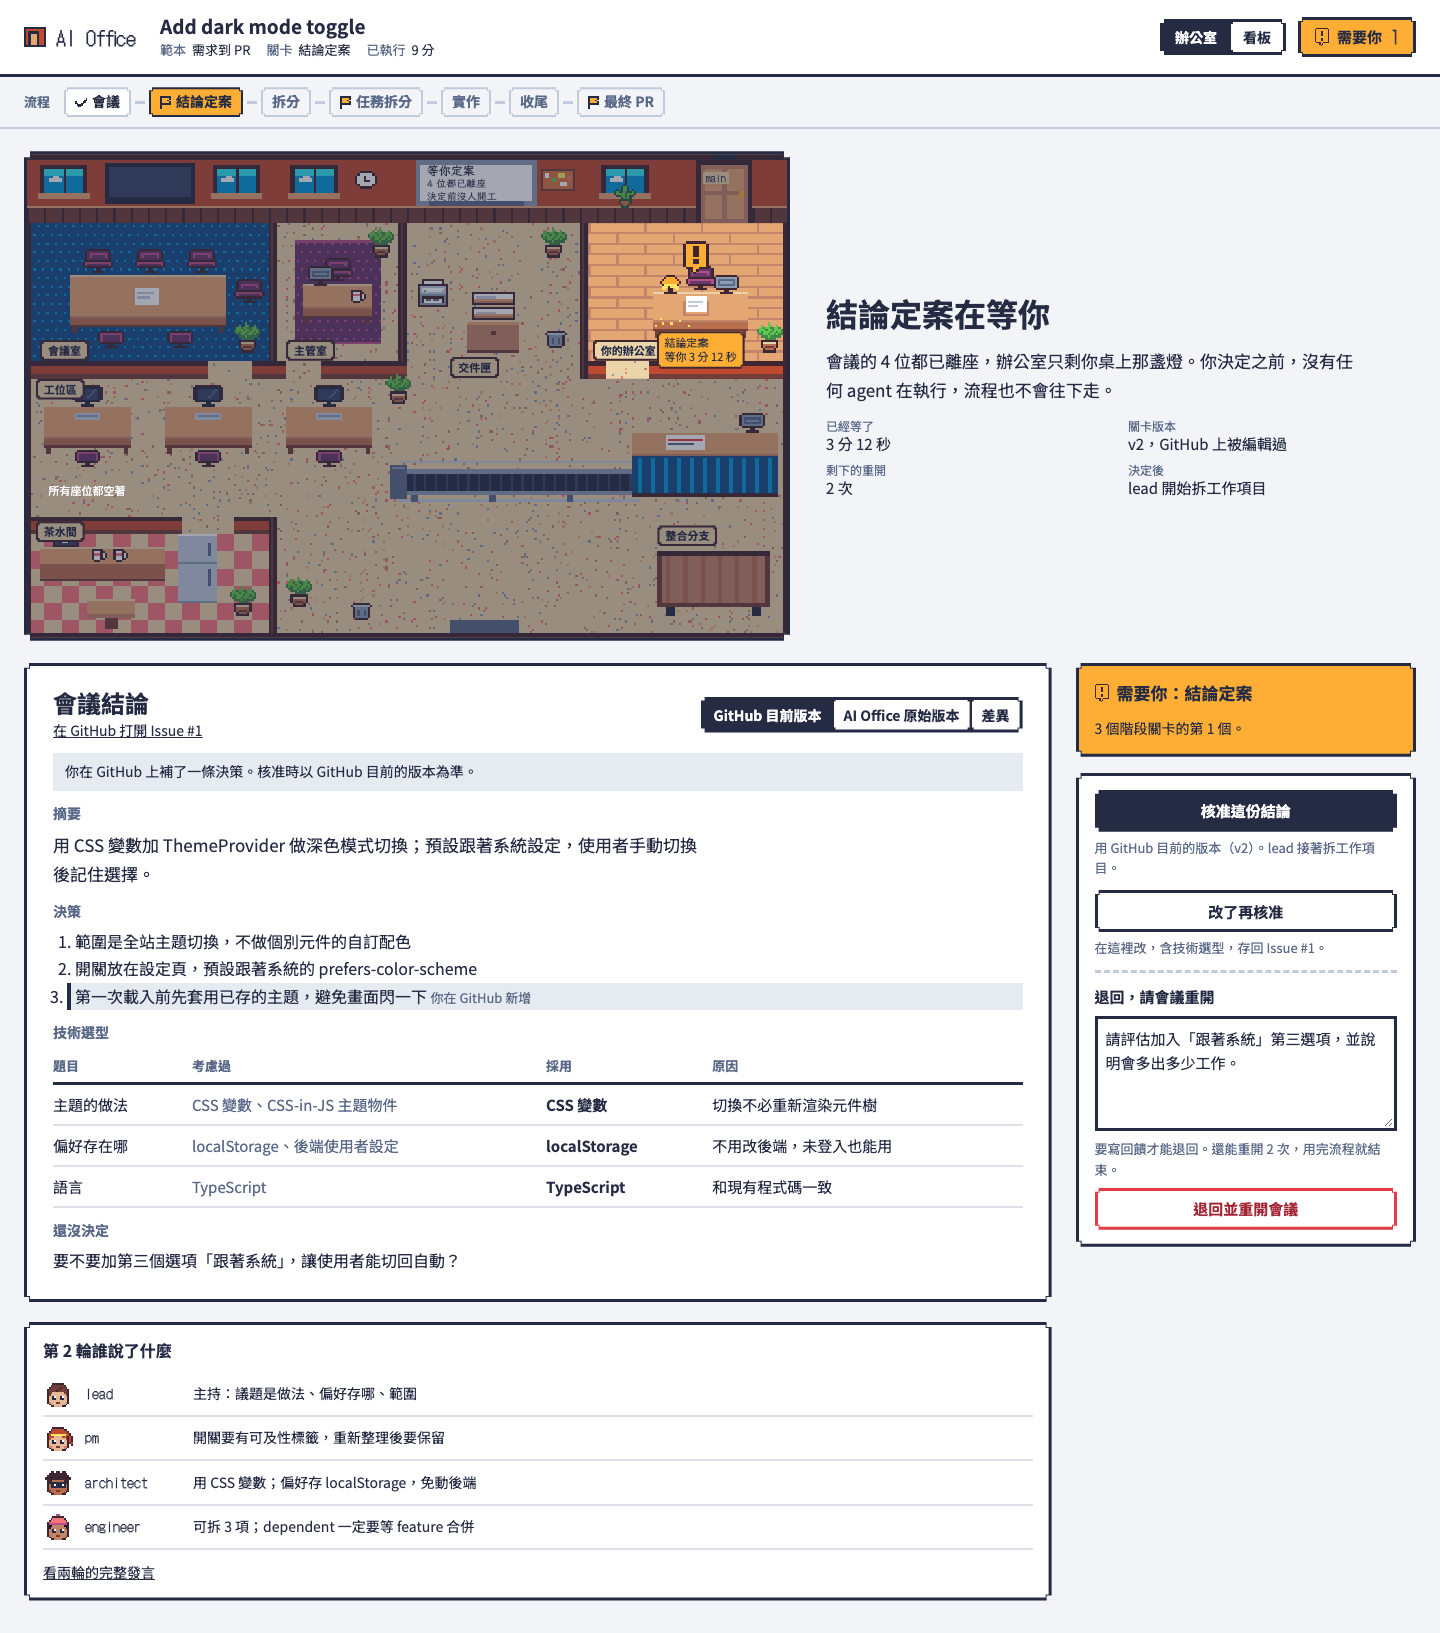 AI Office
Add dark mode toggle
範本 需求到 PR 關卡 結論定案 已執行 9 分
辦公室 看板
需要你 1
流程 會議 結論定案 拆分 任務拆分 實作 收尾 最終 PR
等你定案
4 位都已離座
決定前沒人開工
main
會議室
主管室
交件匣
你的辦公室
結論定案
等你 3 分 12 秒
工位區
所有座位都空著
茶水間
整合分支
結論定案在等你
會議的 4 位都已離座，辦公室只剩你桌上那盞燈。你決定之前，沒有任
何 agent 在執行，流程也不會往下走。
已經等了 關卡版本
3 分 12 秒 v2，GitHub 上被編輯過
剩下的重開 決定後
2 次 lead 開始拆工作項目
會議結論
在 GitHub 打開 Issue #1
GitHub 目前版本 AI Office 原始版本 差異
你在 GitHub 上補了一條決策。核准時以 GitHub 目前的版本為準。
摘要
用 CSS 變數加 ThemeProvider 做深色模式切換；預設跟著系統設定，使用者手動切換
後記住選擇。
決策
1. 範圍是全站主題切換，不做個別元件的自訂配色
2. 開關放在設定頁，預設跟著系統的 prefers-color-scheme
3. 第一次載入前先套用已存的主題，避免畫面閃一下 你在 GitHub 新增
技術選型
題目 考慮過 採用 原因
主題的做法 CSS 變數、CSS-in-JS 主題物件 CSS 變數 切換不必重新渲染元件樹
偏好存在哪 localStorage、後端使用者設定 localStorage 不用改後端，未登入也能用
語言 TypeScript TypeScript 和現有程式碼一致
還沒決定
要不要加第三個選項「跟著系統」，讓使用者能切回自動？
需要你：結論定案
3 個階段關卡的第 1 個。
核准這份結論
用 GitHub 目前的版本（v2）。lead 接著拆工作項
目。
改了再核准
在這裡改，含技術選型，存回 Issue #1。
退回，請會議重開
請評估加入「跟著系統」第三選項，並說
明會多出多少工作。
要寫回饋才能退回。還能重開 2 次，用完流程就結
束。
退回並重開會議
第 2 輪誰說了什麼
lead 主持：議題是做法、偏好存哪、範圍
pm 開關要有可及性標籤，重新整理後要保留
architect 用 CSS 變數；偏好存 localStorage，免動後端
engineer 可拆 3 項；dependent 一定要等 feature 合併
看兩輪的完整發言